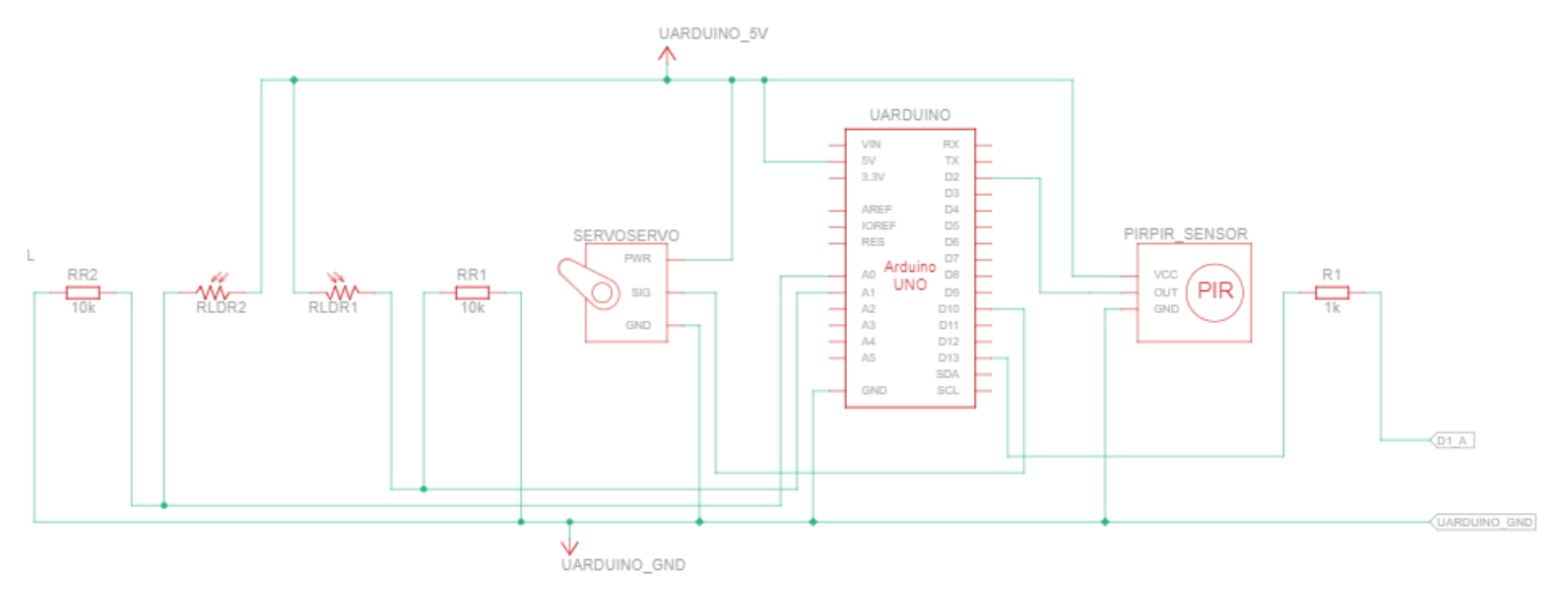 UARDUINO_5V
UARDUINO
VIN
5V
3.3V
AREF
IOREF
RES
A0
A1
A2
A3
A4
A5
GND
Arduino
UNO
RX
TX
D2
D3
D4
D5
D6
D7
D8
D9
D10
D11
D12
D13
SDA
SCL
L
RR2
10k
RLDR2
RLDR1
RR1
10k
SERVOSERVO
PWR
SIG
GND
PIRPIR_SENSOR
VCC
OUT
GND
PIR
R1
1k
D1_A
UARDUINO_GND
UARDUINO_GND